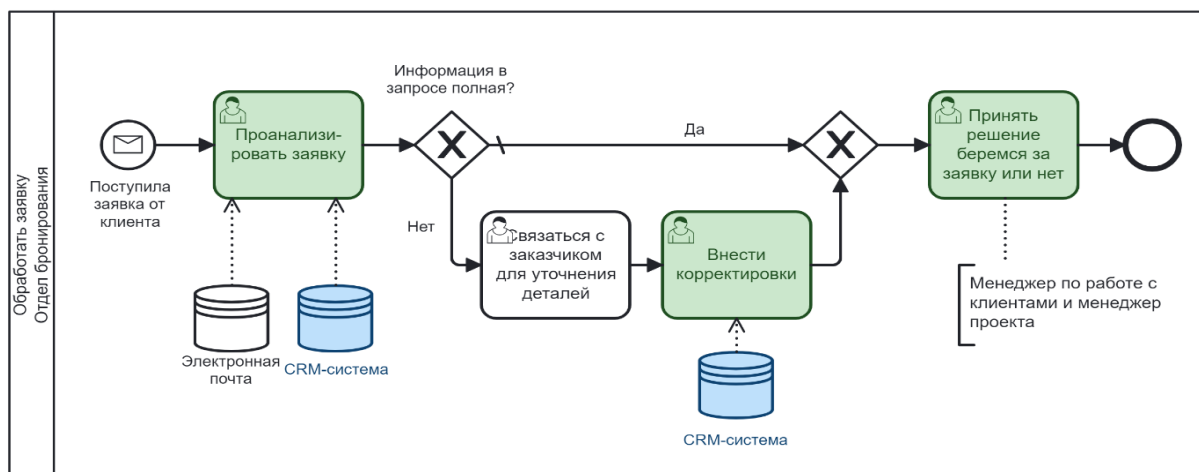 Обработать заявку
Отдел бронирования
Поступила
заявка от
клиента
Проанализи-
ровать заявку
Электронная
почта
CRM-система
Информация в
запросе полная?
Да
Нет
Связаться с
заказчиком
для уточнения
деталей
Внести
корректировки
CRM-система
Принять
решение
беремся за
заявку или нет
Менеджер по работе с
клиентами и менеджер
проекта